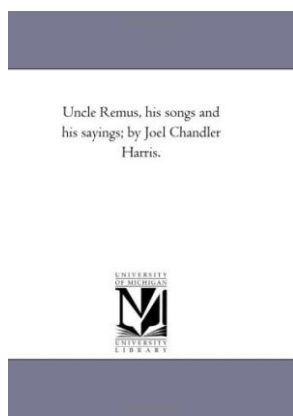 Uncle Remus, his songs and
his sayings; by Joel Chandler
Harris.
UNIVERSITY
OF MICHIGAN
UNIVERSITY
LIBRARY